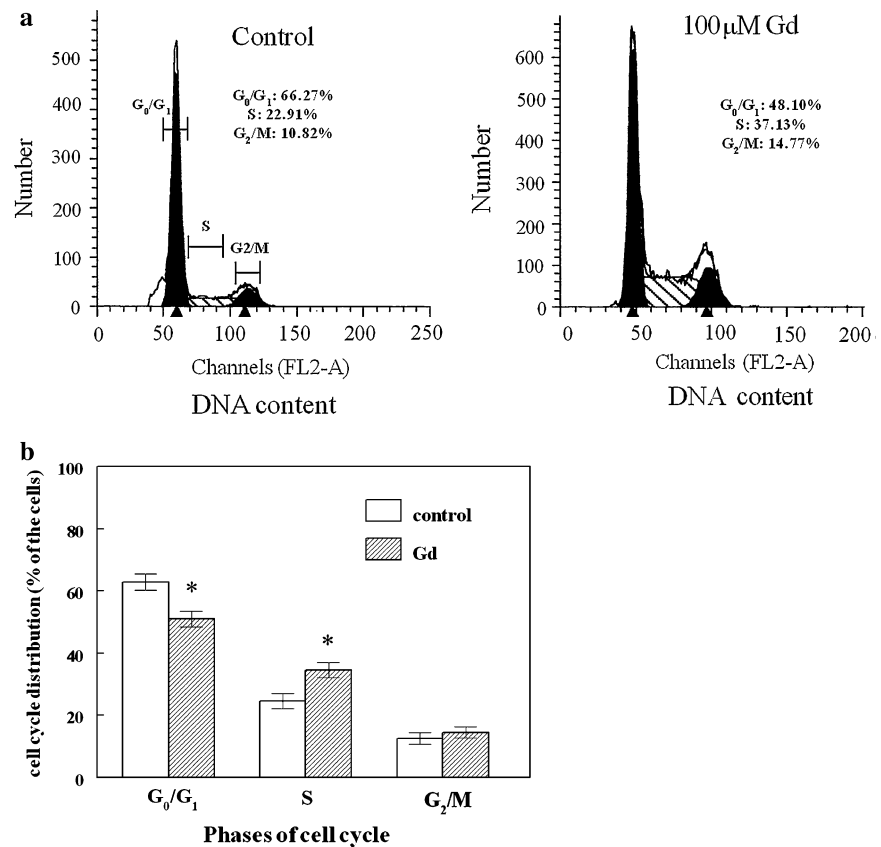 a
Control
G0/G1: 66.27%
S: 22.91%
G2/M: 10.82%
G0/G1
S
G2/M
Number
500
400
300
200
100
0
0 50 100 150 200 250
Channels (FL2-A)
DNA content
100μM Gd
G0/G1: 48.10%
S: 37.13%
G2/M: 14.77%
Number
600
500
400
300
200
100
0
0 50 100 150 200
Channels (FL2-A)
DNA content
b
cell cycle distribution (% of the cells)
100
80
60
40
20
0
control
Gd
*
*
G0/G1 S G2/M
Phases of cell cycle